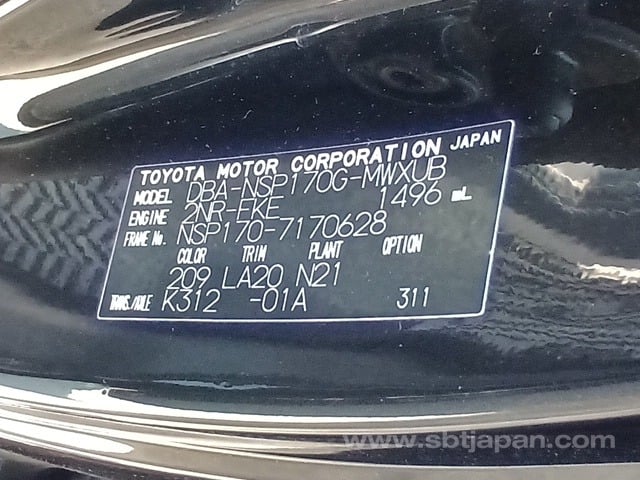 TOYOTA MOTOR CORPORATION JAPAN
MODEL DBA-NSP170G-MWXUB
ENGINE 2NR-FKE 1496 mL
FRAME No. NSP170-7170628
COLOR TRIM PLANT OPTION
209 LA20 N21
TRANS./AXLE K312 -01A 311
www.sbtjapan.com